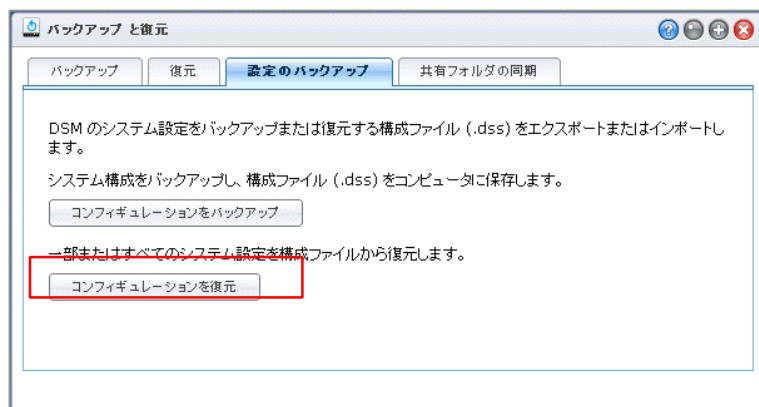 バックアップ と復元
バックアップ 復元 設定のバックアップ 共有フォルダの同期
DSM のシステム設定をバックアップまたは復元する構成ファイル (.dss) をエクスポートまたはインポートし
ます。
システム構成をバックアップし、構成ファイル (.dss) をコンピュータに保存します。
コンフィギュレーションをバックアップ
一部またはすべてのシステム設定を構成ファイルから復元します。
コンフィギュレーションを復元